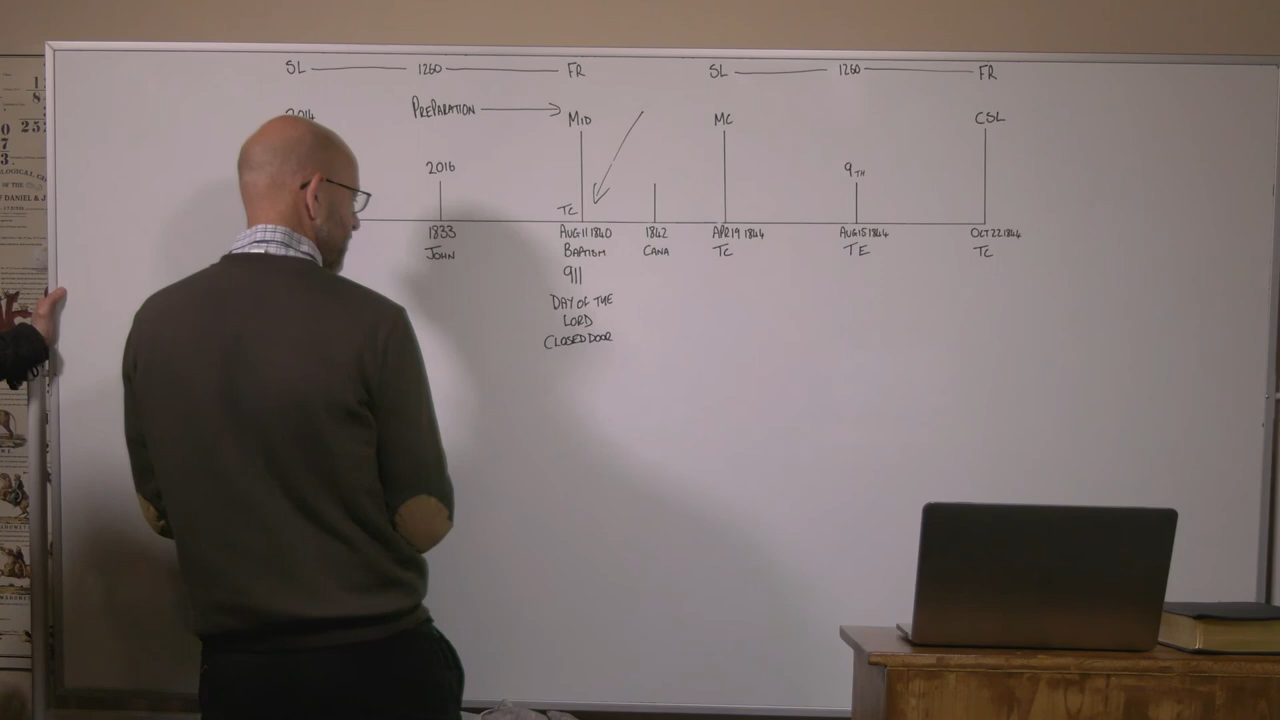 SL 1260 FR SL 1260 FR
2014 PREPARATION MID MC CSL
2016 9TH
TC
1833 AUG 11 1840 1842 APR 19 1844 AUG 15 1844 OCT 22 1844
JOHN BAPTISM CANA TC TE TC
911
DAY OF THE
LORD
CLOSED DOOR